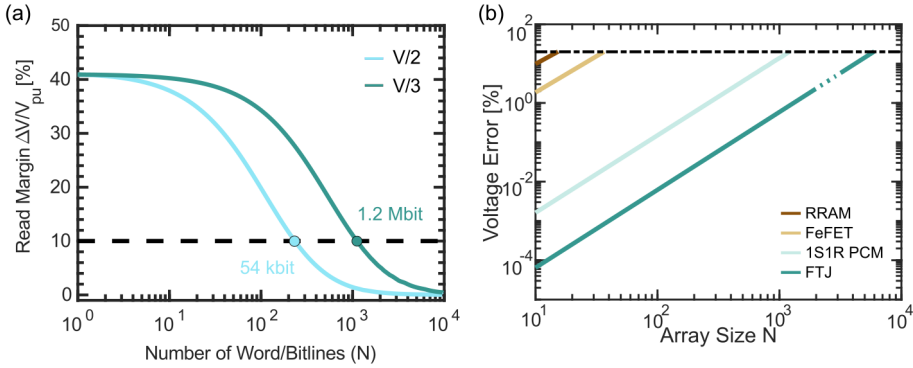 (a)
50
40
30
20
10
0
Read Margin ΔV/V_pu [%]
V/2
V/3
1.2 Mbit
54 kbit
10^0 10^1 10^2 10^3 10^4
Number of Word/Bitlines (N)
(b)
10^2
10^0
10^-2
10^-4
Voltage Error [%]
RRAM
FeFET
1S1R PCM
FTJ
10^1 10^2 10^3 10^4
Array Size N